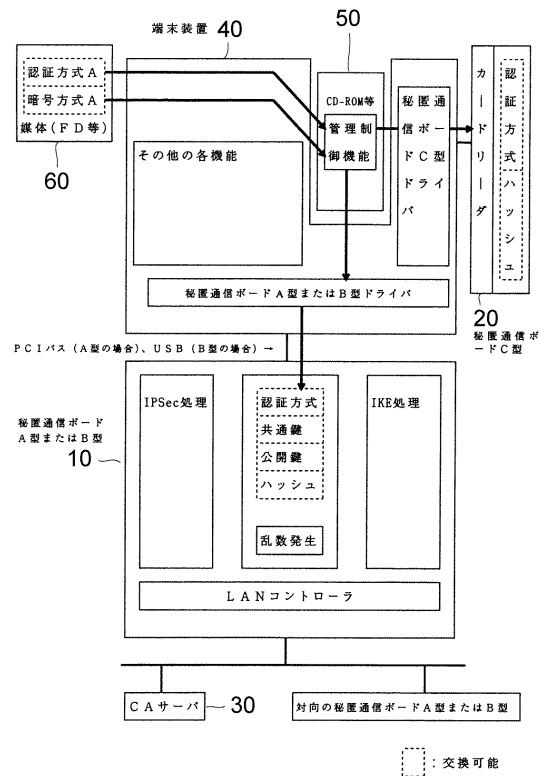 端末装置
40
50
認証方式A
暗号方式A
媒体(FD等)
60
CD-ROM等
管理制
御機能
その他の各機能
秘匿通信ボードC型ドライバ
カードリーダ
認証方式
ハッシュ
20
秘匿通信ボ
ードC型
秘匿通信ボードA型またはB型ドライバ
PCIバス(A型の場合)、USB(B型の場合)→
秘匿通信ボード
A型またはB型
10
IPSec処理
認証方式
共通鍵
公開鍵
ハッシュ
乱数発生
IKE処理
LANコントローラ
CAサーバ
30
対向の秘匿通信ボードA型またはB型
:交換可能